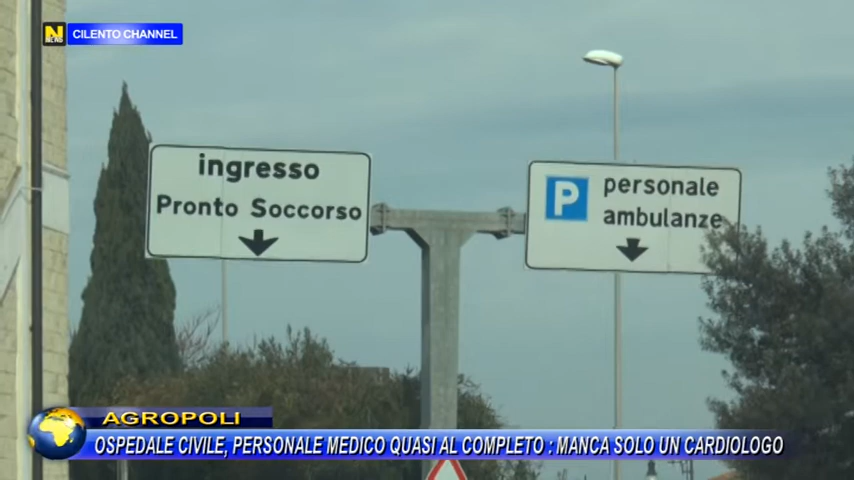 N
CILENTO CHANNEL
ingresso
Pronto Soccorso
P
personale
ambulanze
AGROPOLI
OSPEDALE CIVILE, PERSONALE MEDICO QUASI AL COMPLETO : MANCA SOLO UN CARDIOLOGO